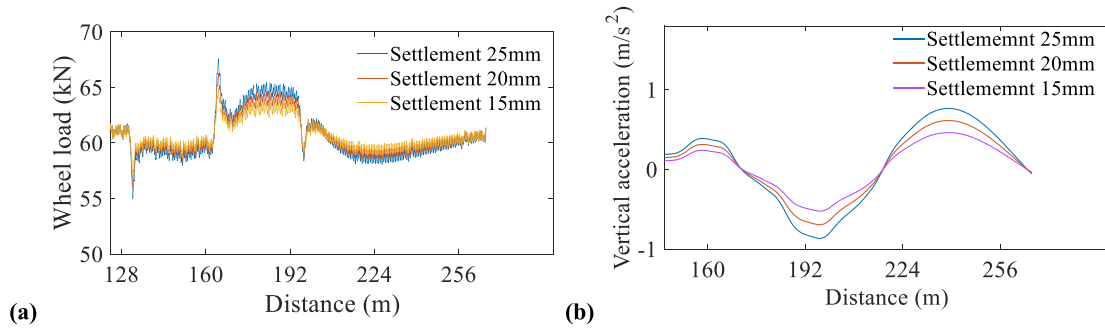 (a)
70
65
60
55
50
Wheel load (kN)
Settlement 25mm
Settlement 20mm
Settlement 15mm
128 160 192 224 256
Distance (m)
(b)
1
0
-1
Vertical acceleration (m/s²)
Settlememnt 25mm
Settlememnt 20mm
Settlememnt 15mm
160 192 224 256
Distance (m)